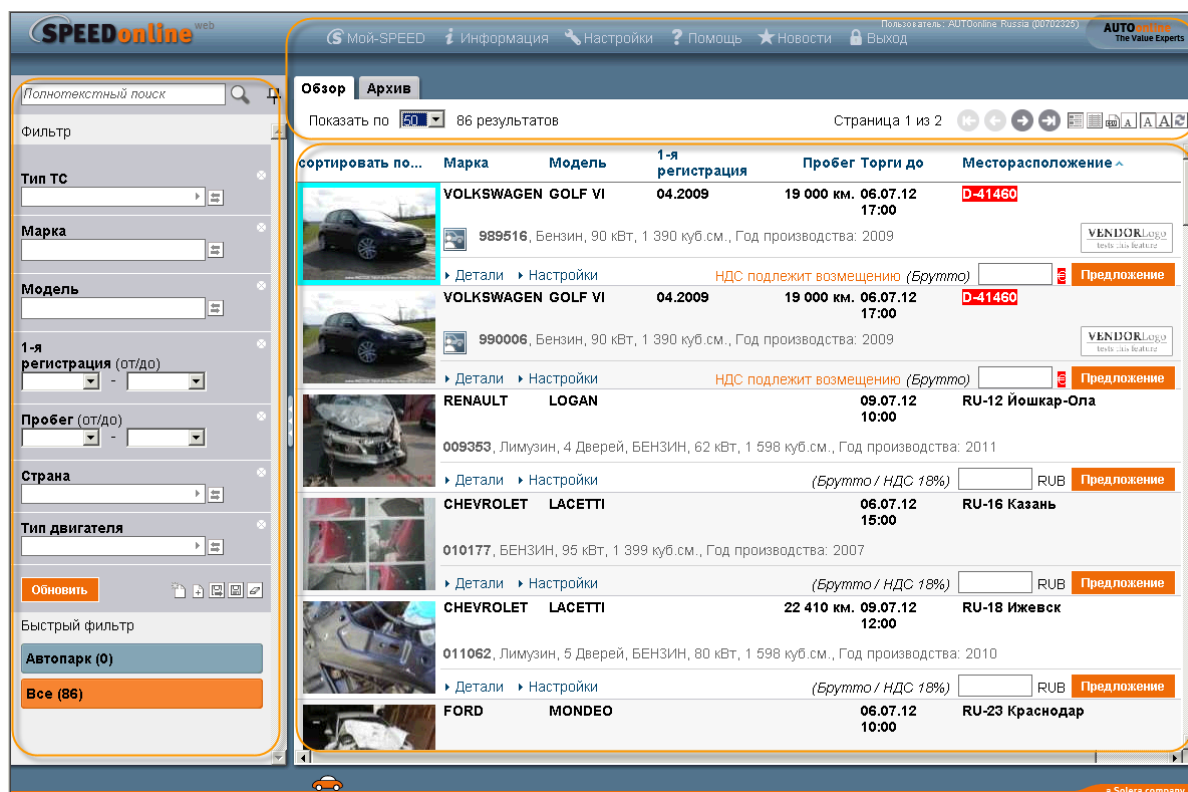 SPEEDonline web
Пользователь: AUTOonline Russia (00702325)
Мой-SPEED Информация Настройки Помощь Новости Выход
AUTOonline
The Value Experts
Полнотекстный поиск
Фильтр
Тип ТС
Марка
Модель
1-я
регистрация (от/до)
-
Пробег (от/до)
-
Страна
Тип двигателя
Обновить
Быстрый фильтр
Автопарк (0)
Все (86)
Обзор Архив
Показать по 50 86 результатов Страница 1 из 2
сортировать по... Марка Модель 1-я регистрация Пробег Торги до Месторасположение
VOLKSWAGEN GOLF VI 04.2009 19 000 км. 06.07.12 D-41460
17:00
989516, Бензин, 90 кВт, 1 390 куб.см., Год производства: 2009
VENDORLogo
tests this feature
Детали Настройки НДС подлежит возмещению (Брутто) € Предложение
VOLKSWAGEN GOLF VI 04.2009 19 000 км. 06.07.12 D-41460
17:00
990006, Бензин, 90 кВт, 1 390 куб.см., Год производства: 2009
VENDORLogo
tests this feature
Детали Настройки НДС подлежит возмещению (Брутто) € Предложение
RENAULT LOGAN 09.07.12 RU-12 Йошкар-Ола
10:00
009353, Лимузин, 4 Дверей, БЕНЗИН, 62 кВт, 1 598 куб.см., Год производства: 2011
Детали Настройки (Брутто / НДС 18%) RUB Предложение
CHEVROLET LACETTI 06.07.12 RU-16 Казань
15:00
010177, БЕНЗИН, 95 кВт, 1 399 куб.см., Год производства: 2007
Детали Настройки (Брутто / НДС 18%) RUB Предложение
CHEVROLET LACETTI 22 410 км. 09.07.12 RU-18 Ижевск
12:00
011062, Лимузин, 5 Дверей, БЕНЗИН, 80 кВт, 1 598 куб.см., Год производства: 2010
Детали Настройки (Брутто / НДС 18%) RUB Предложение
FORD MONDEO 06.07.12 RU-23 Краснодар
10:00
a Solera company